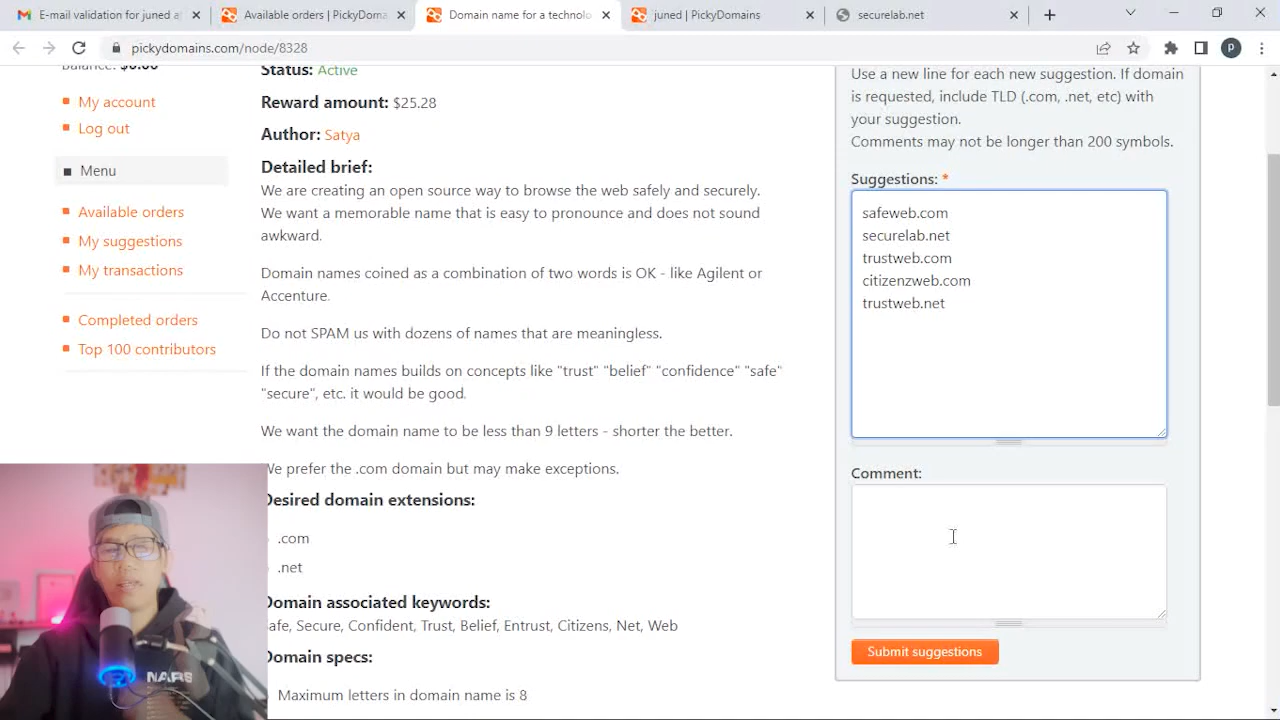 E-mail validation for juned a
Available orders | PickyDoma
Domain name for a technolo
juned | PickyDomains
securelab.net
pickydomains.com/node/8328
P
Balance: $0.00
My account
Log out
Menu
Available orders
My suggestions
My transactions
Completed orders
Top 100 contributors
Status: Active
Reward amount: $25.28
Author: Satya
Detailed brief:
We are creating an open source way to browse the web safely and securely.
We want a memorable name that is easy to pronounce and does not sound
awkward.
Domain names coined as a combination of two words is OK - like Agilent or
Accenture.
Do not SPAM us with dozens of names that are meaningless.
If the domain names builds on concepts like "trust" "belief" "confidence" "safe"
"secure", etc. it would be good.
We want the domain name to be less than 9 letters - shorter the better.
We prefer the .com domain but may make exceptions.
Desired domain extensions:
.com
.net
Domain associated keywords:
Safe, Secure, Confident, Trust, Belief, Entrust, Citizens, Net, Web
Domain specs:
Maximum letters in domain name is 8
Use a new line for each new suggestion. If domain
is requested, include TLD (.com, .net, etc) with
your suggestion.
Comments may not be longer than 200 symbols.
Suggestions: *
safeweb.com
securelab.net
trustweb.com
citizenzweb.com
trustweb.net
Comment:
Submit suggestions